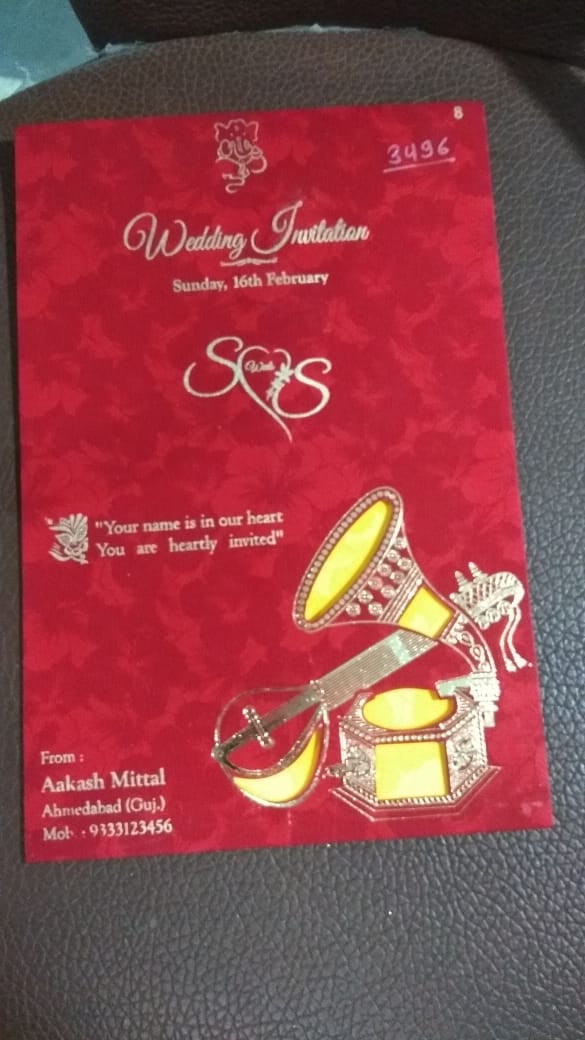 8
3496
Wedding Invitation
Sunday, 16th February
S Weds S
"Your name is in our heart
You are heartly invited"
From :
Aakash Mittal
Ahmedabad (Guj.)
Mob. : 9333123456